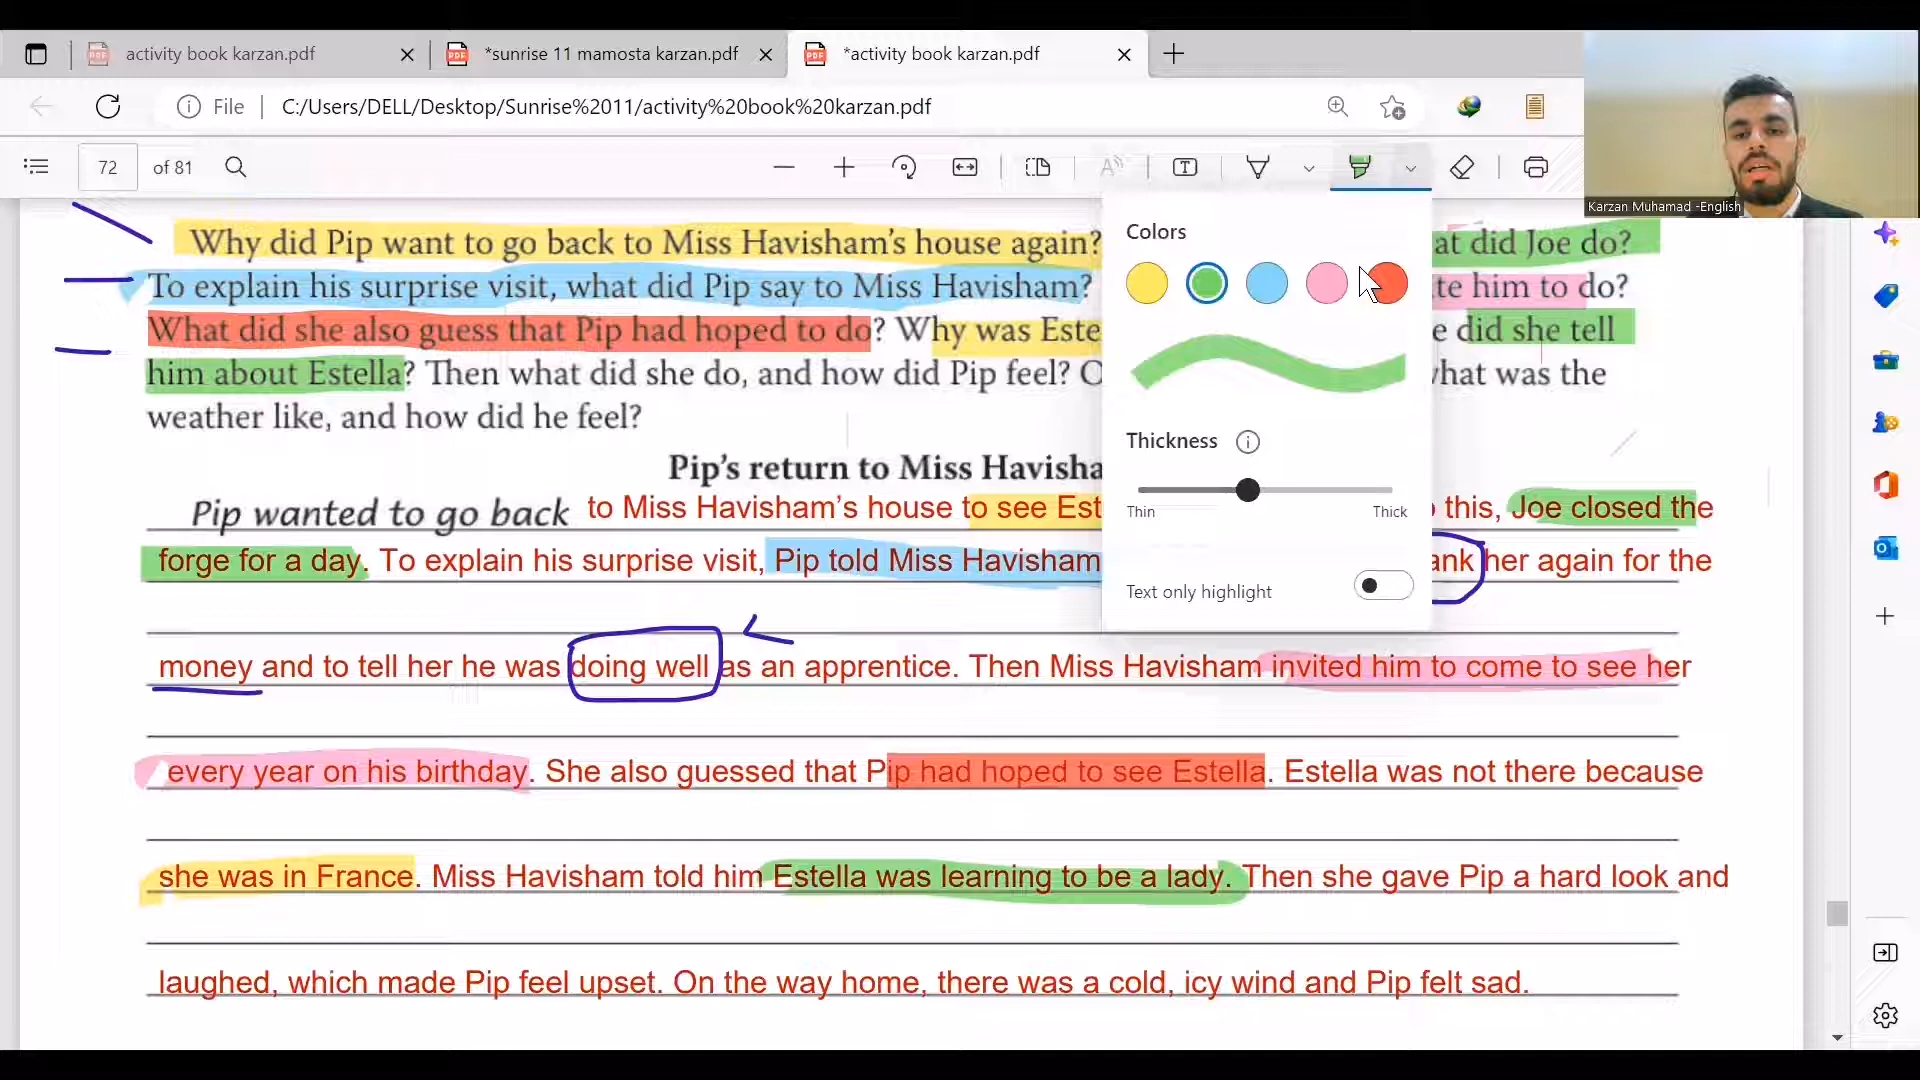 activity book karzan.pdf
*sunrise 11 mamosta karzan.pdf
*activity book karzan.pdf
File
C:/Users/DELL/Desktop/Sunrise%2011/activity%20book%20karzan.pdf
72 of 81
Karzan Muhamad -English
Why did Pip want to go back to Miss Havisham's house again? at did Joe do?
To explain his surprise visit, what did Pip say to Miss Havisham? te him to do?
What did she also guess that Pip had hoped to do? Why was Este e did she tell
him about Estella? Then what did she do, and how did Pip feel? what was the
weather like, and how did he feel?
Colors
Thickness
Thin Thick
Text only highlight
Pip's return to Miss Havisha
Pip wanted to go back to Miss Havisham's house to see Est this, Joe closed the
forge for a day. To explain his surprise visit, Pip told Miss Havisham ank her again for the
money and to tell her he was doing well as an apprentice. Then Miss Havisham invited him to come to see her
every year on his birthday. She also guessed that Pip had hoped to see Estella. Estella was not there because
she was in France. Miss Havisham told him Estella was learning to be a lady. Then she gave Pip a hard look and
laughed, which made Pip feel upset. On the way home, there was a cold, icy wind and Pip felt sad.